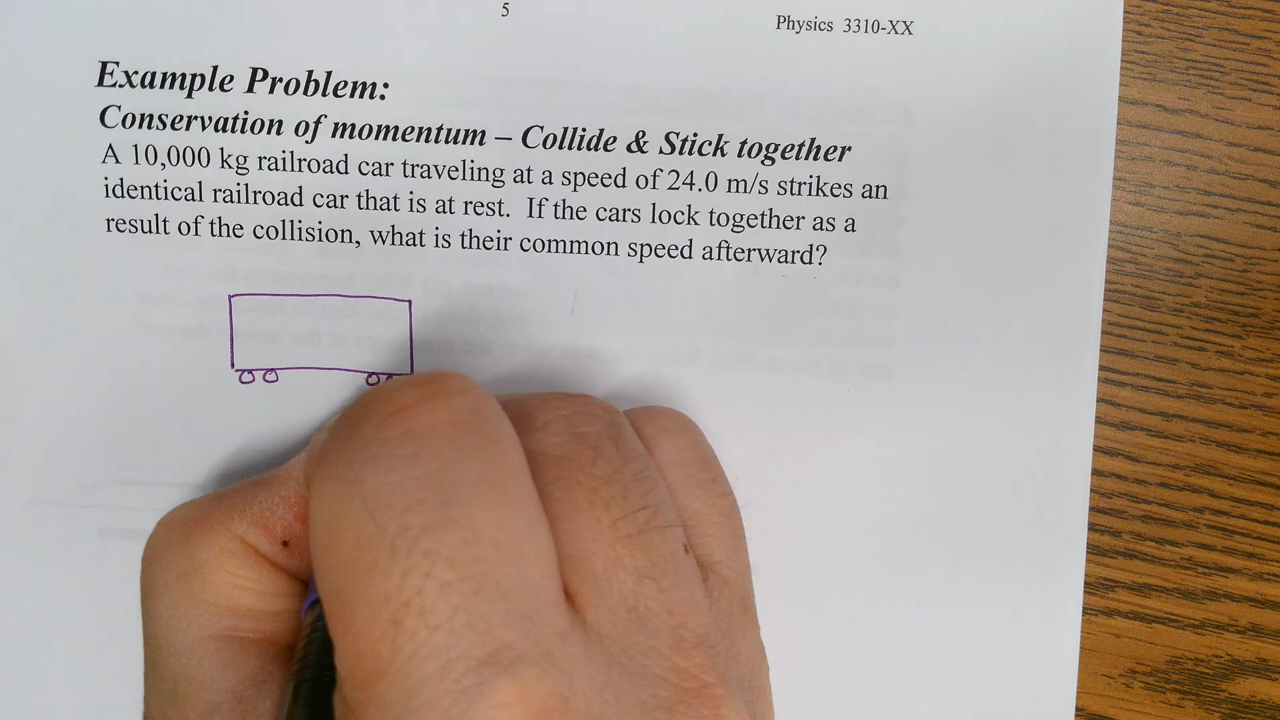 5
Physics 3310-XX
Example Problem:
Conservation of momentum – Collide & Stick together
A 10,000 kg railroad car traveling at a speed of 24.0 m/s strikes an
identical railroad car that is at rest. If the cars lock together as a
result of the collision, what is their common speed afterward?